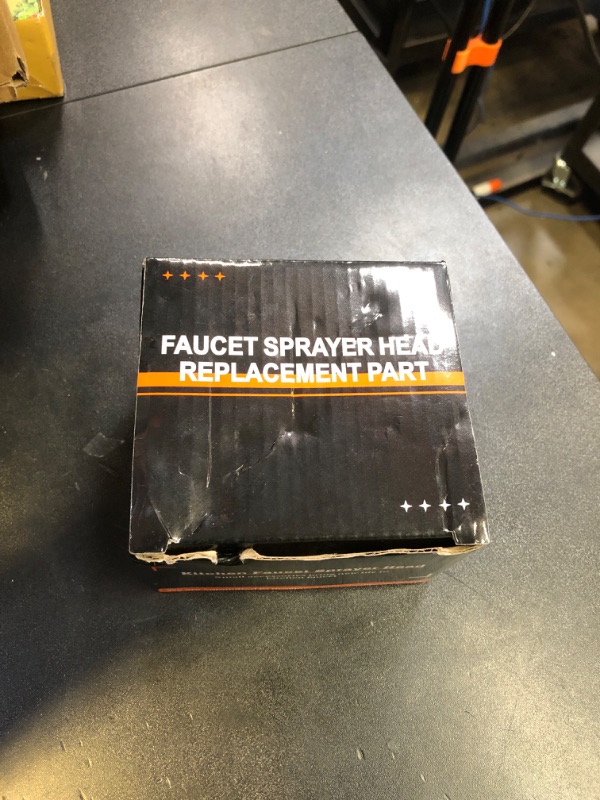 FAUCET SPRAYER HEAD
REPLACEMENT PART
Kitchen Faucet Sprayer Head